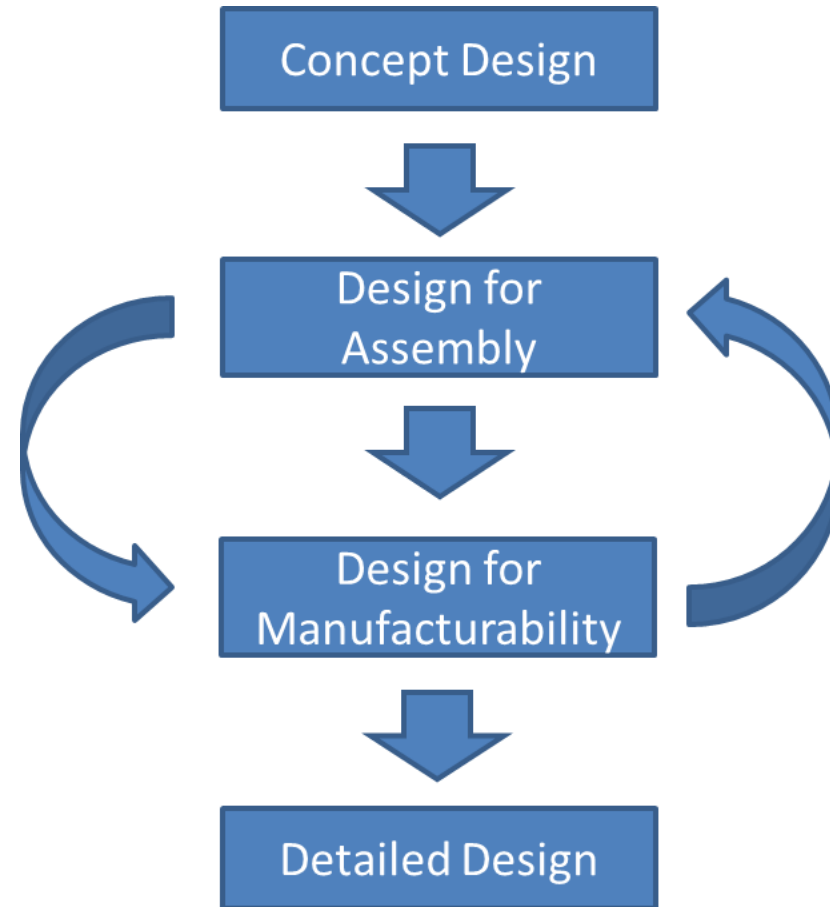 Concept Design
Design for
Assembly
Design for
Manufacturability
Detailed Design